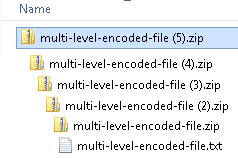 Name
multi-level-encoded-file (5).zip
multi-level-encoded-file (4).zip
multi-level-encoded-file (3).zip
multi-level-encoded-file (2).zip
multi-level-encoded-file.zip
multi-level-encoded-file.txt